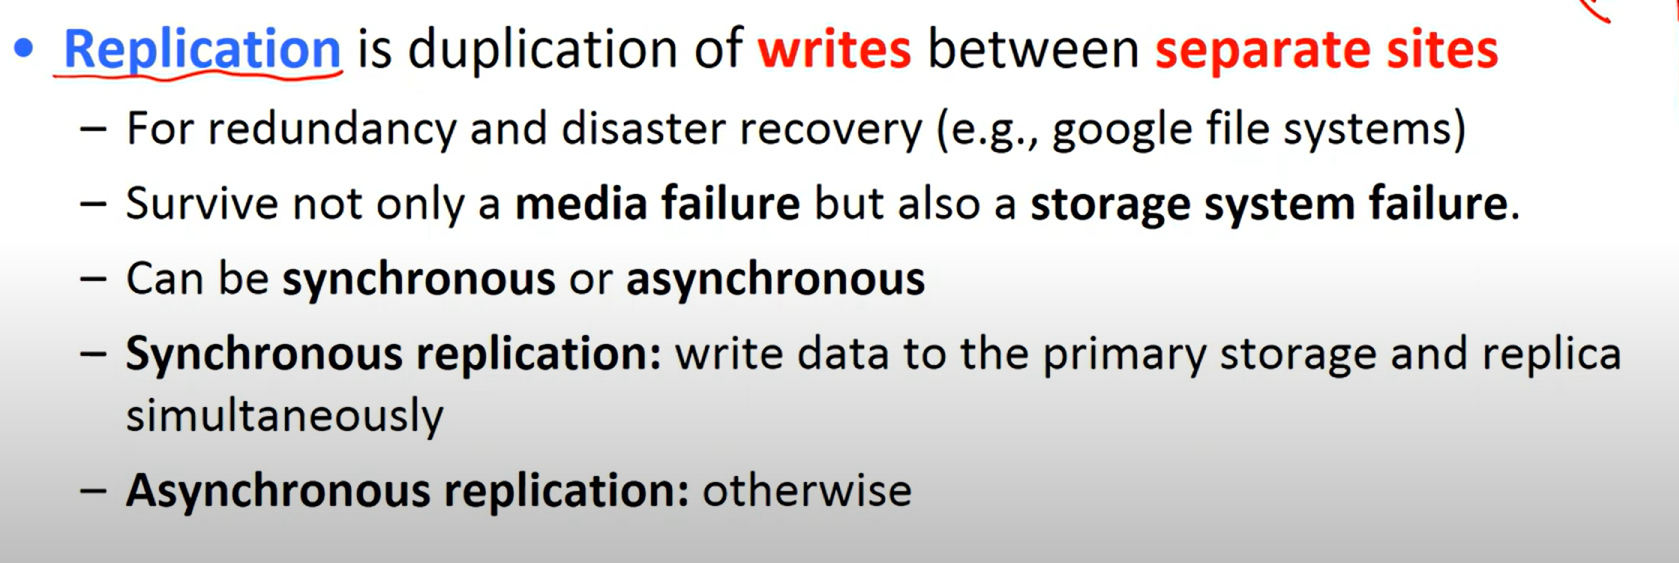 • Replication is duplication of writes between separate sites
– For redundancy and disaster recovery (e.g., google file systems)
– Survive not only a media failure but also a storage system failure.
– Can be synchronous or asynchronous
– Synchronous replication: write data to the primary storage and replica
simultaneously
– Asynchronous replication: otherwise